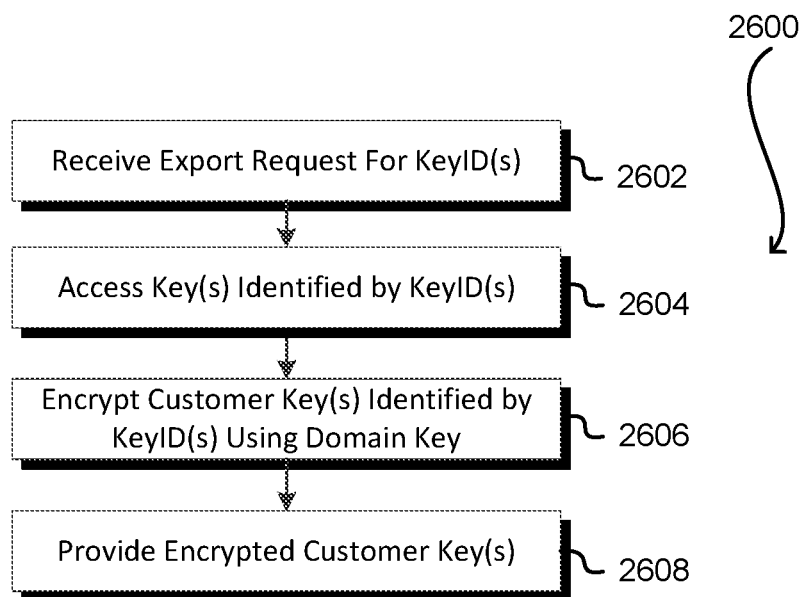 2600
Receive Export Request For KeyID(s)
2602
Access Key(s) Identified by KeyID(s)
2604
Encrypt Customer Key(s) Identified by
KeyID(s) Using Domain Key
2606
Provide Encrypted Customer Key(s)
2608